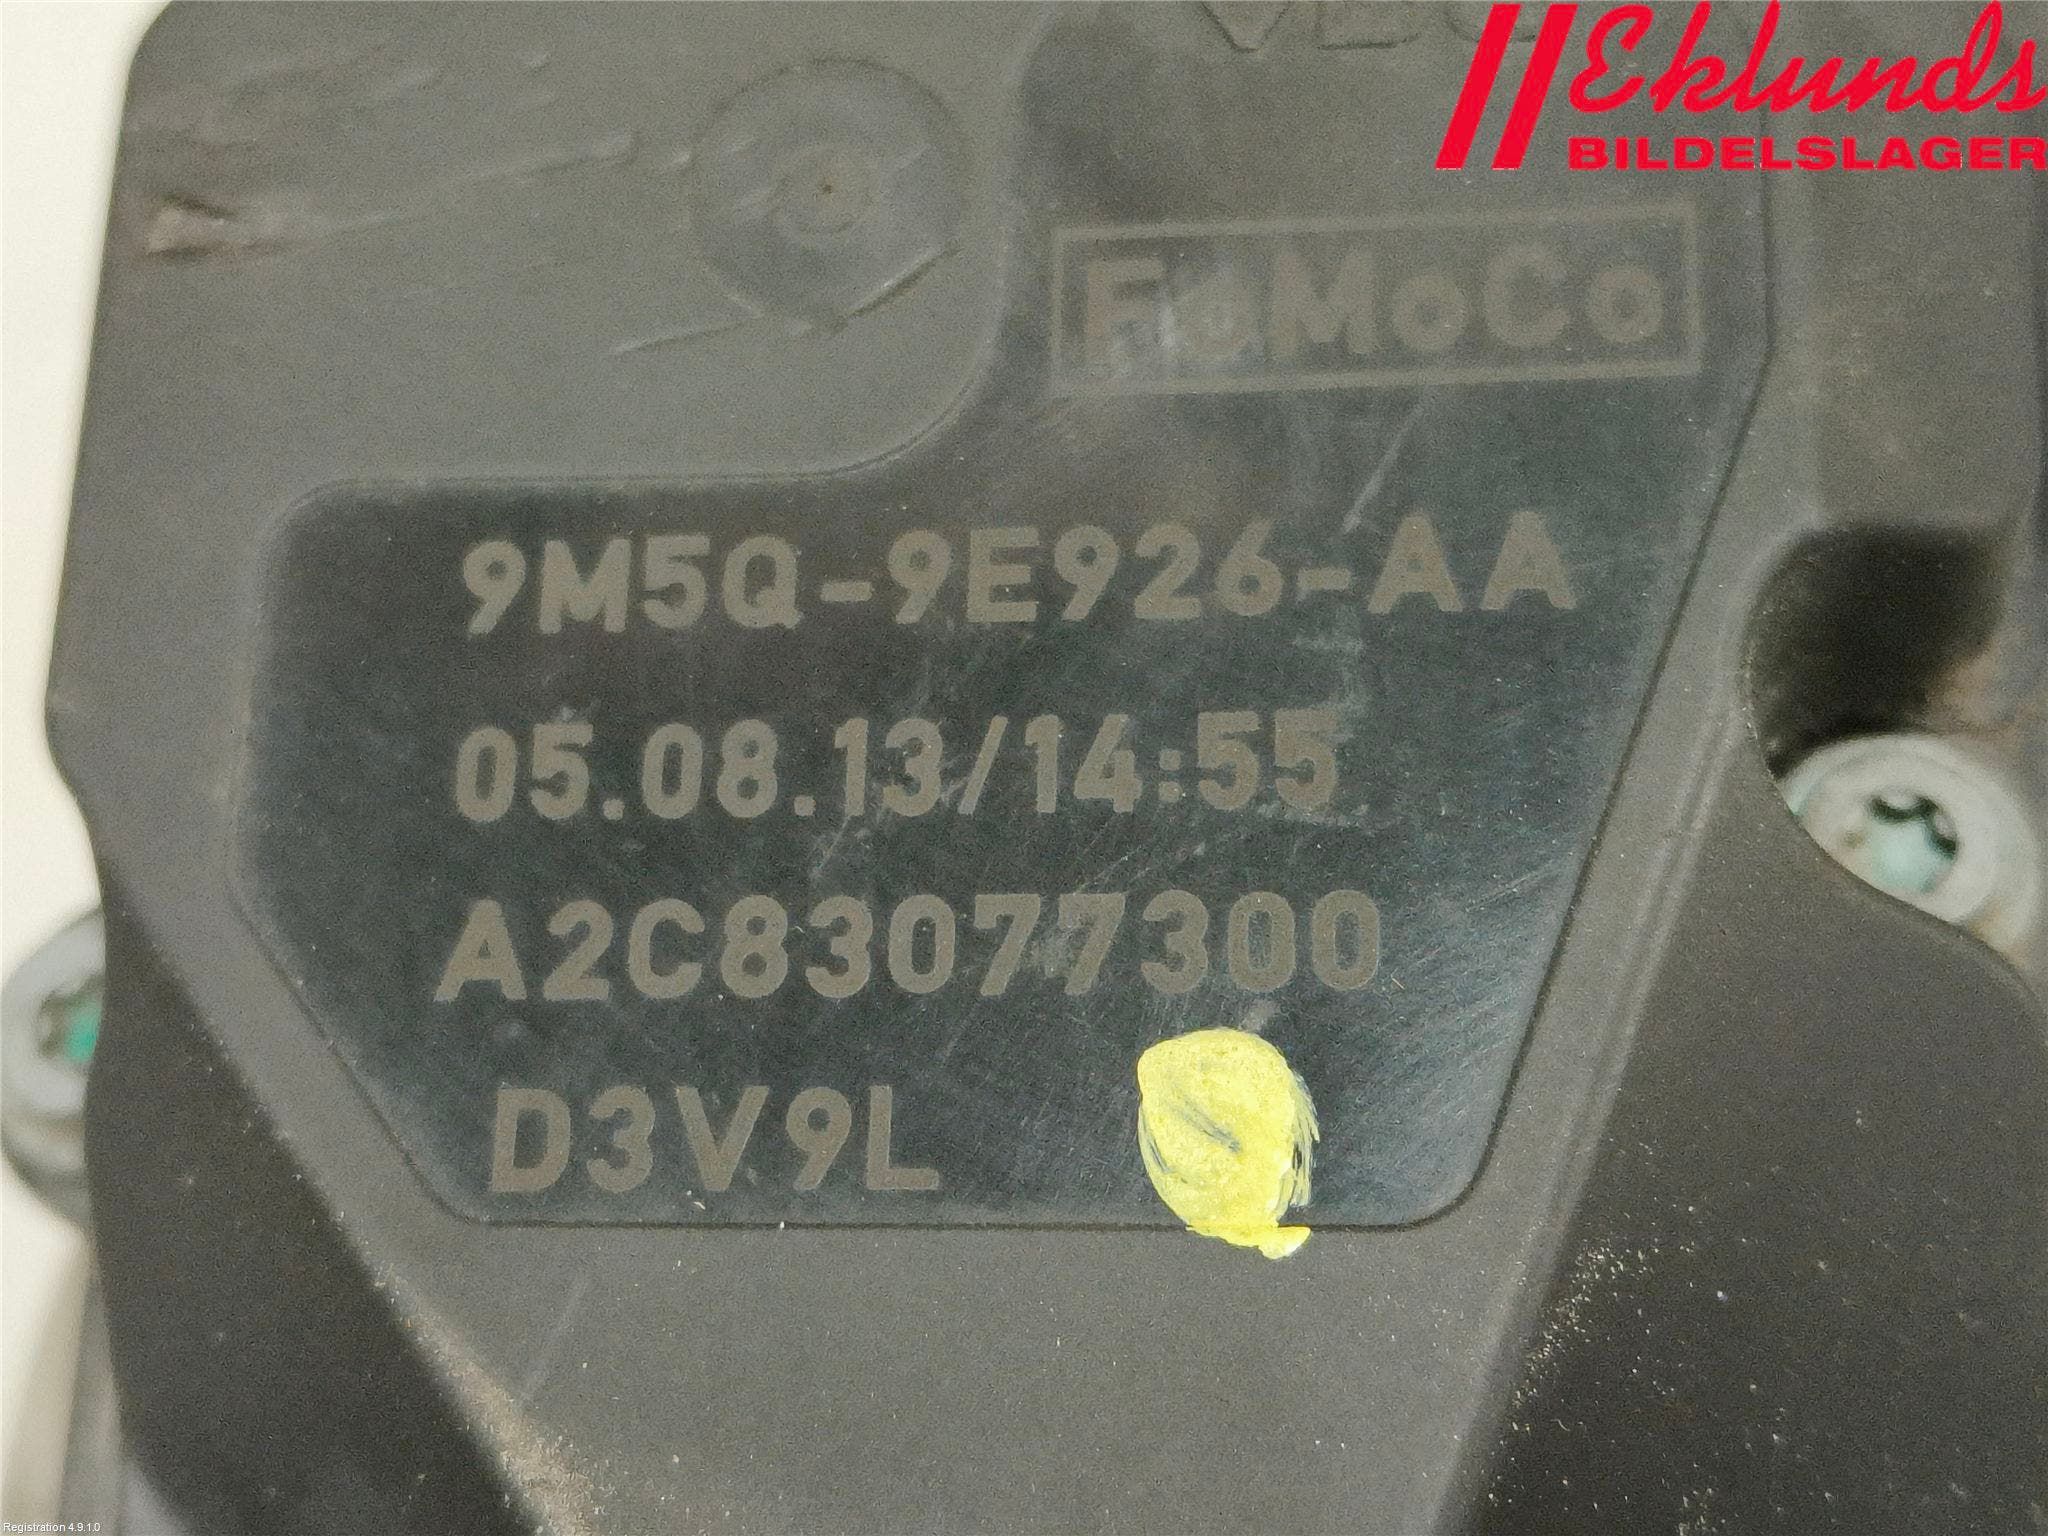 Eklunds
BILDELSLAGER
FoMoCo
9M5Q-9E926-AA
05.08.13/14:55
A2C83077300
D3V9L
Registration 4.9.1.0